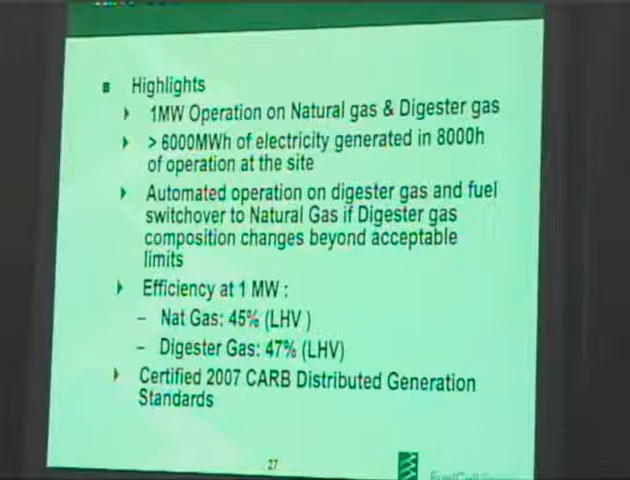 Highlights
1MW Operation on Natural gas & Digester gas
> 6000MWh of electricity generated in 8000h
of operation at the site
Automated operation on digester gas and fuel
switchover to Natural Gas if Digester gas
composition changes beyond acceptable
limits
Efficiency at 1 MW :
– Nat Gas: 45% (LHV )
– Digester Gas: 47% (LHV)
Certified 2007 CARB Distributed Generation
Standards
27